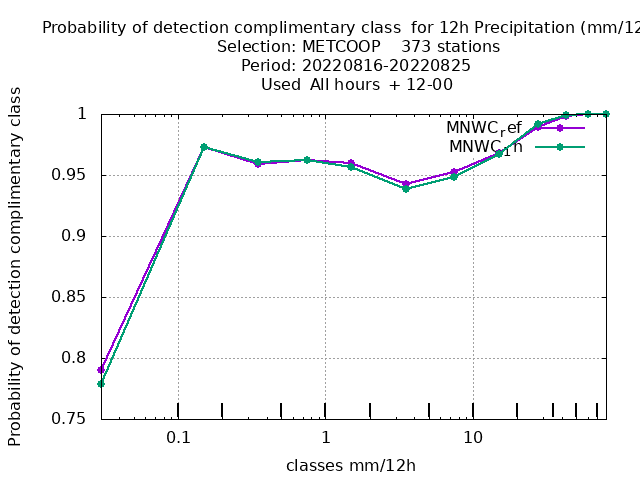 Probability of detection complimentary class  for 12h Precipitation (mm/12
Selection: METCOOP    373 stations
Period: 20220816-20220825
Used  All hours  + 12-00
Probability of detection complimentary class
1
0.95
0.9
0.85
0.8
0.75
MNWCref
MNWC1h
0.1
1
10
classes mm/12h